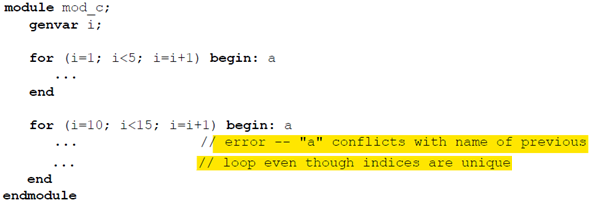 module mod_c;
genvar i;
for (i=1; i<5; i=i+1) begin: a
...
end
for (i=10; i<15; i=i+1) begin: a
... // error -- "a" conflicts with name of previous
... // loop even though indices are unique
end
endmodule